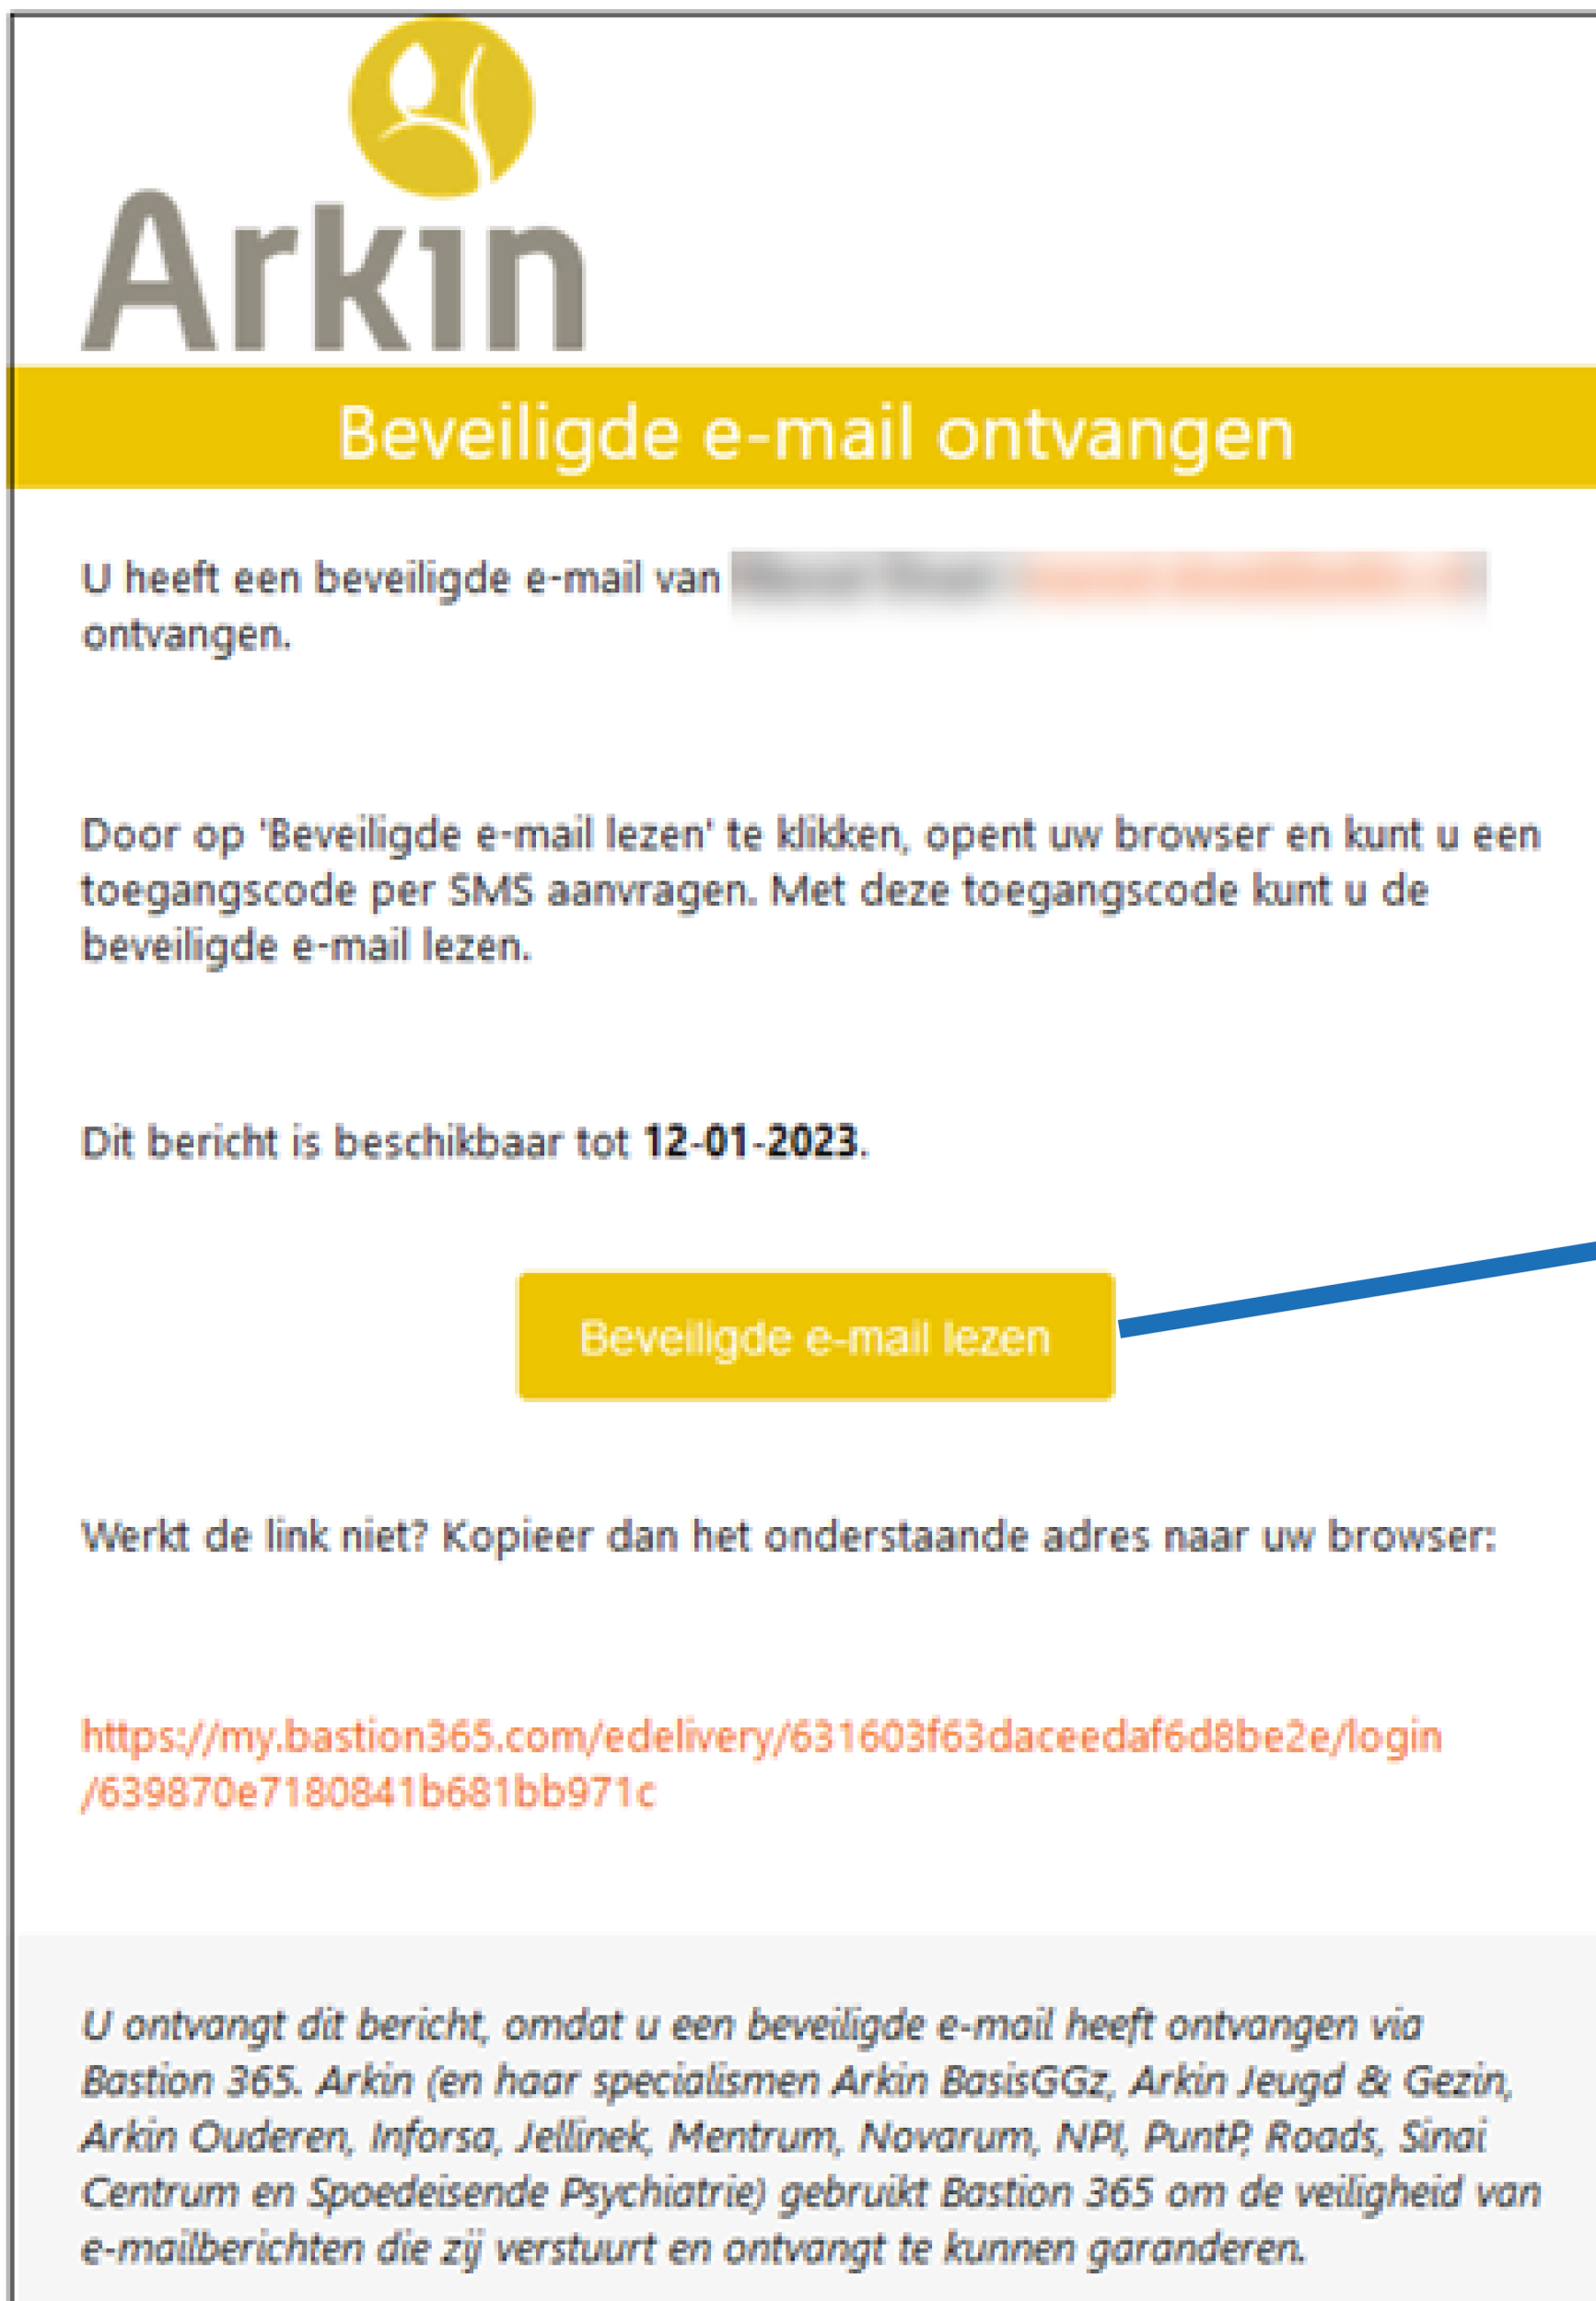 Arkin
Beveiligde e-mail ontvangen
U heeft een beveiligde e-mail van
ontvangen.
Door op 'Beveiligde e-mail lezen' te klikken, opent uw browser en kunt u een
toegangscode per SMS aanvragen. Met deze toegangscode kunt u de
beveiligde e-mail lezen.
Dit bericht is beschikbaar tot 12-01-2023.
Beveiligde e-mail lezen
Werkt de link niet? Kopieer dan het onderstaande adres naar uw browser:
https://my.bastion365.com/edelivery/631603f63daceedaf6d8be2e/login
/639870e7180841b681bb971c
U ontvangt dit bericht, omdat u een beveiligde e-mail heeft ontvangen via
Bastion 365. Arkin (en haar specialismen Arkin BasisGGz, Arkin Jeugd & Gezin,
Arkin Ouderen, Inforsa, Jellinek, Mentrum, Novarum, NPI, PuntP, Roads, Sinai
Centrum en Spoedeisende Psychiatrie) gebruikt Bastion 365 om de veiligheid van
e-mailberichten die zij verstuurt en ontvangt te kunnen garanderen.